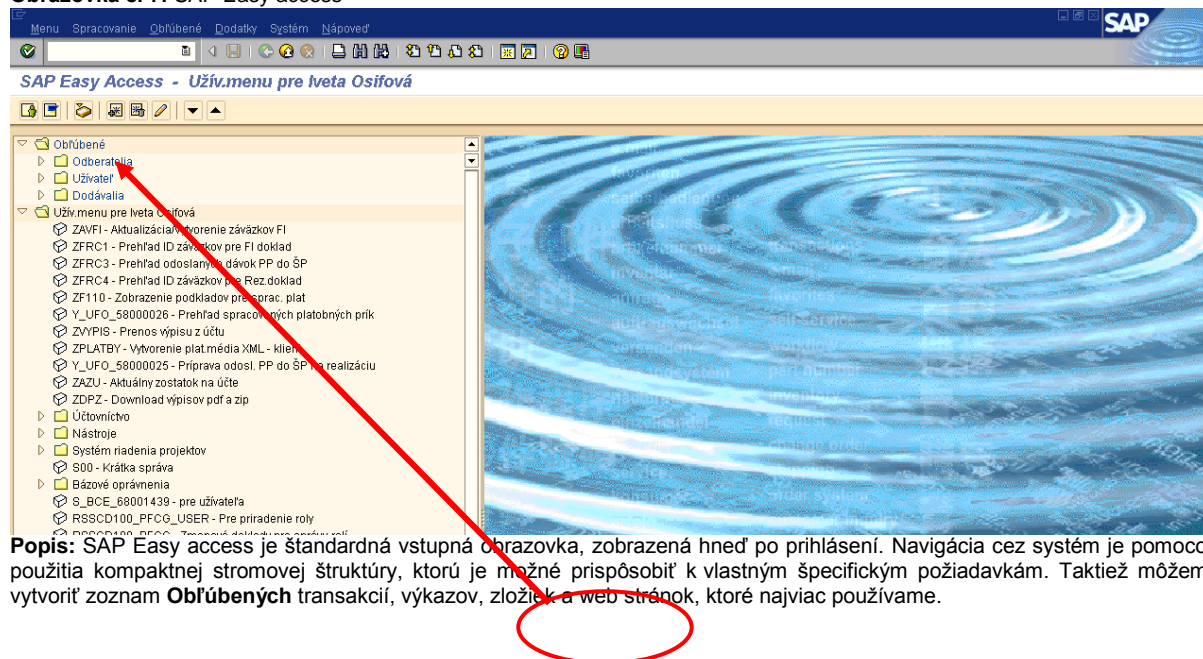 SAP Easy access
Menu Spracovanie Obľúbené Dodatky Systém Nápoveď
SAP
SAP Easy Access - Užív.menu pre Iveta Osifová
Obľúbené
Odberatelia
Užívateľ
Dodávalia
Užív.menu pre Iveta Osifová
ZAVFI - Aktualizácia/vytvorenie záväzkov FI
ZFRC1 - Prehľad ID záväzkov pre FI doklad
ZFRC3 - Prehľad odoslaných dávok PP do ŠP
ZFRC4 - Prehľad ID záväzkov pre Rez.doklad
ZF110 - Zobrazenie podkladov pre sprac. plat
Y_UFO_58000026 - Prehľad spracovaných platobných prík
ZVYPIS - Prenos výpisu z účtu
ZPLATBY - Vytvorenie plat.média XML - klient
Y_UFO_58000025 - Príprava odosl. PP do ŠP na realizáciu
ZAZU - Aktuálny zostatok na účte
ZDPZ - Download výpisov pdf a zip
Účtovníctvo
Nástroje
Systém riadenia projektov
S00 - Krátka správa
Bázové oprávnenia
S_BCE_68001439 - pre užívateľa
RSSCD100_PFCG_USER - Pre priradenie roly
Popis: SAP Easy access je štandardná vstupná obrazovka, zobrazená hneď po prihlásení. Navigácia cez systém je pomoco
použitia kompaktnej stromovej štruktúry, ktorú je možné prispôsobiť k vlastným špecifickým požiadavkám. Taktiež môžem
vytvoriť zoznam Obľúbených transakcií, výkazov, zložiek a web stránok, ktoré najviac používame.